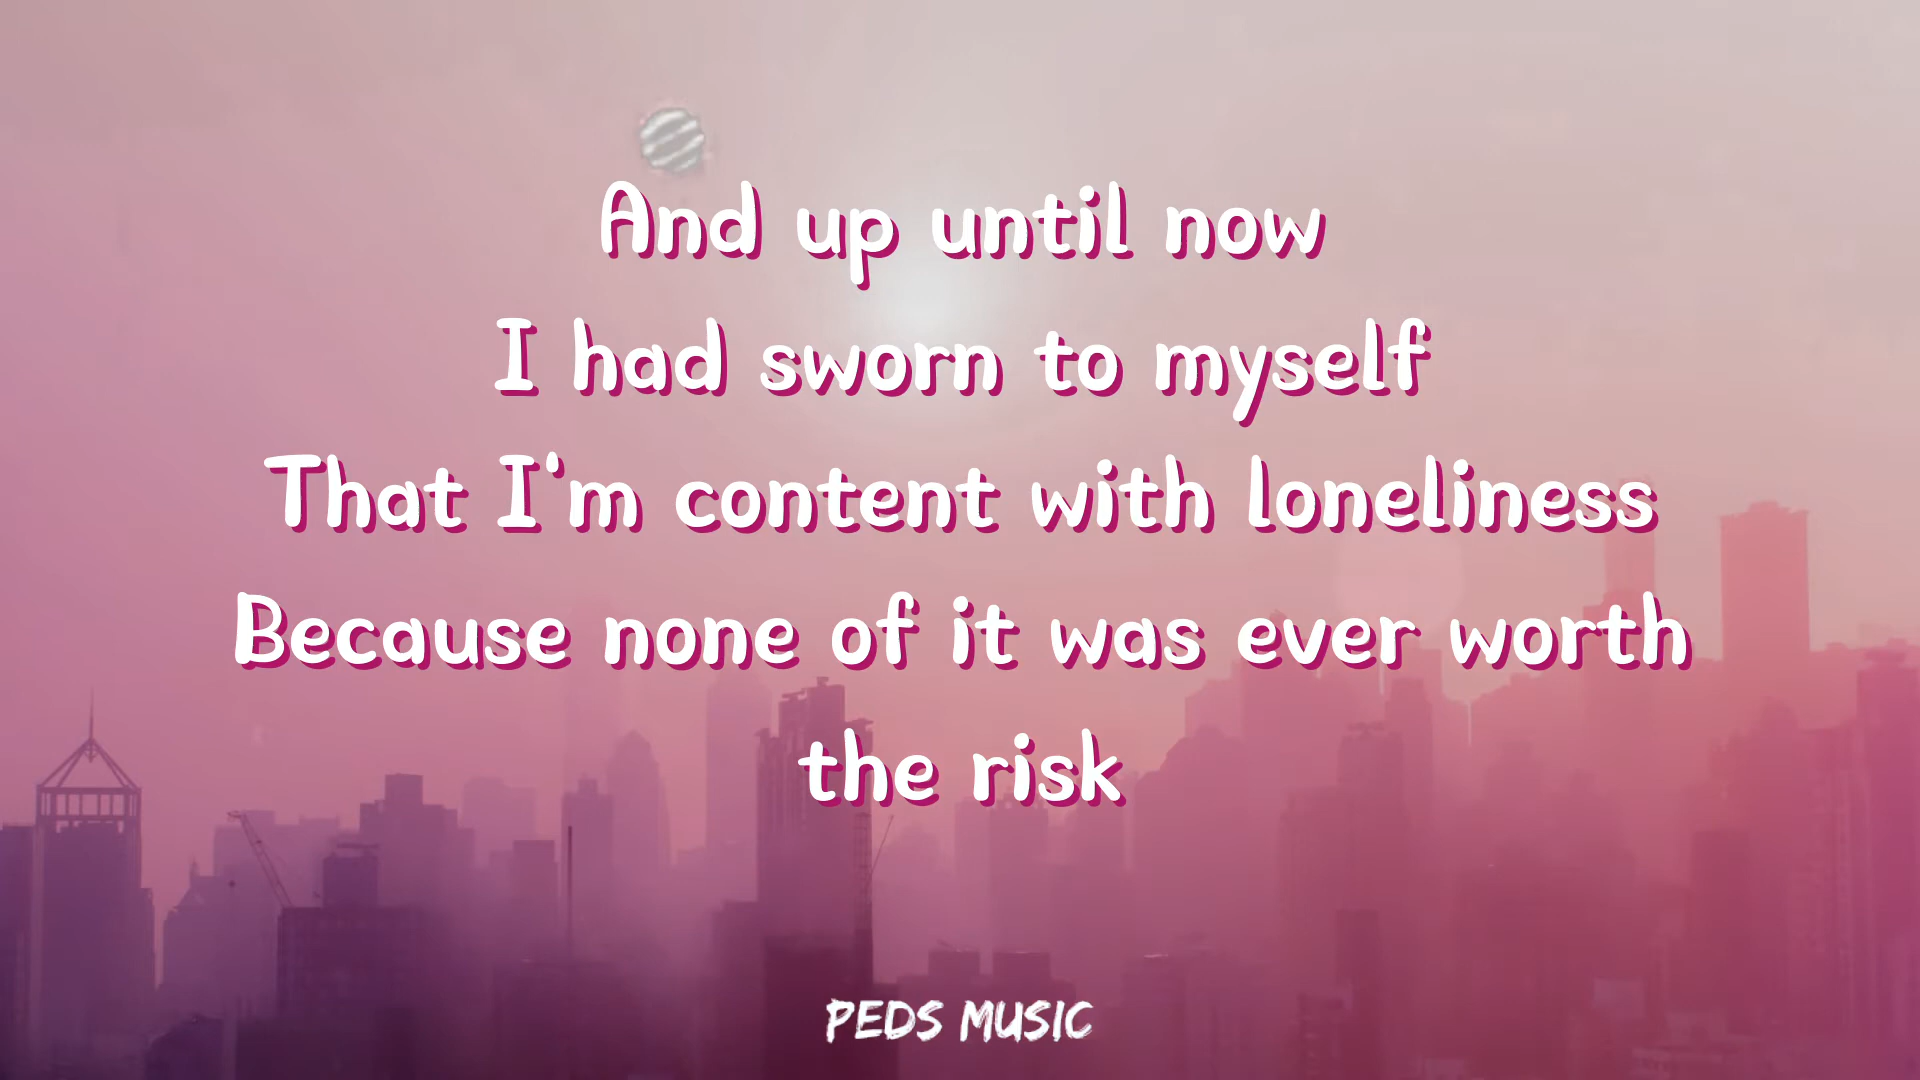 And up until now
I had sworn to myself
That I'm content with loneliness
Because none of it was ever worth
the risk
PEDS MUSIC